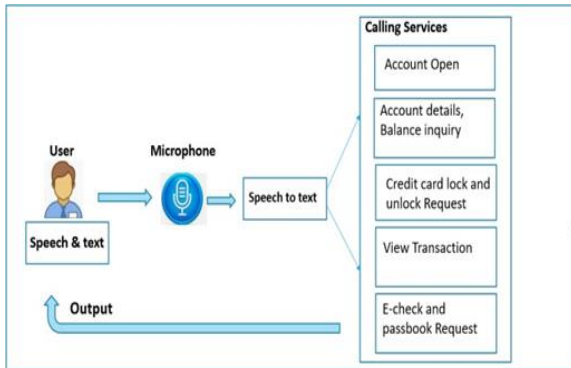 Calling Services
Account Open
Account details,
Balance inquiry
User
Microphone
Credit card lock and
unlock Request
Speech to text
Speech & text
View Transaction
Output
E-check and
passbook Request